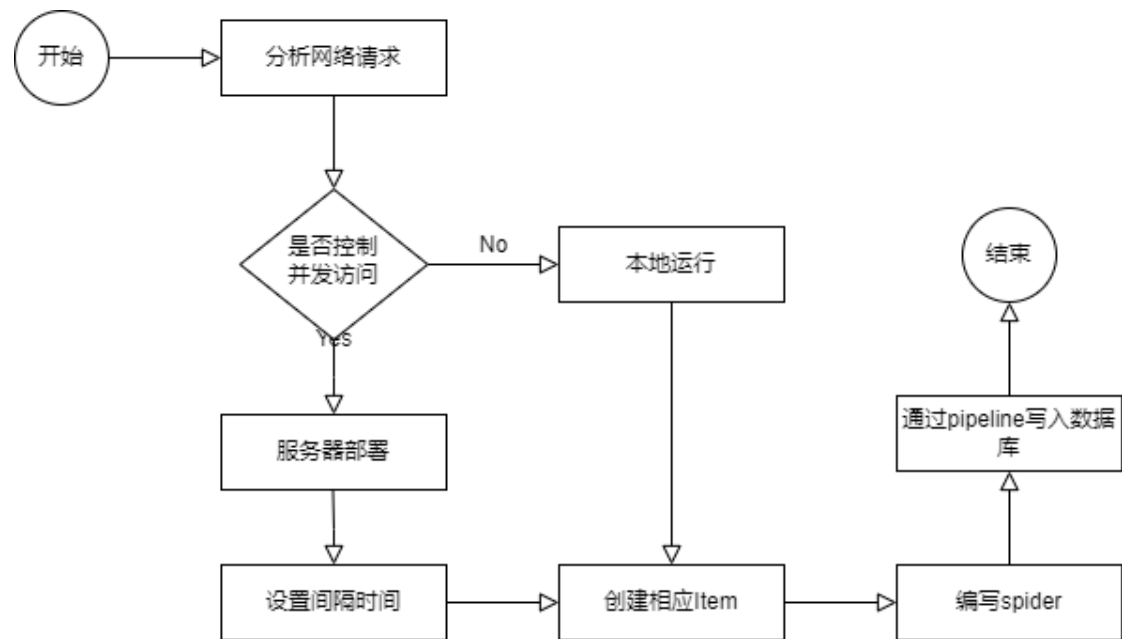 开始
分析网络请求
是否控制
并发访问
No
本地运行
结束
Yes
通过pipeline写入数据
库
服务器部署
设置间隔时间
创建相应Item
编写spider